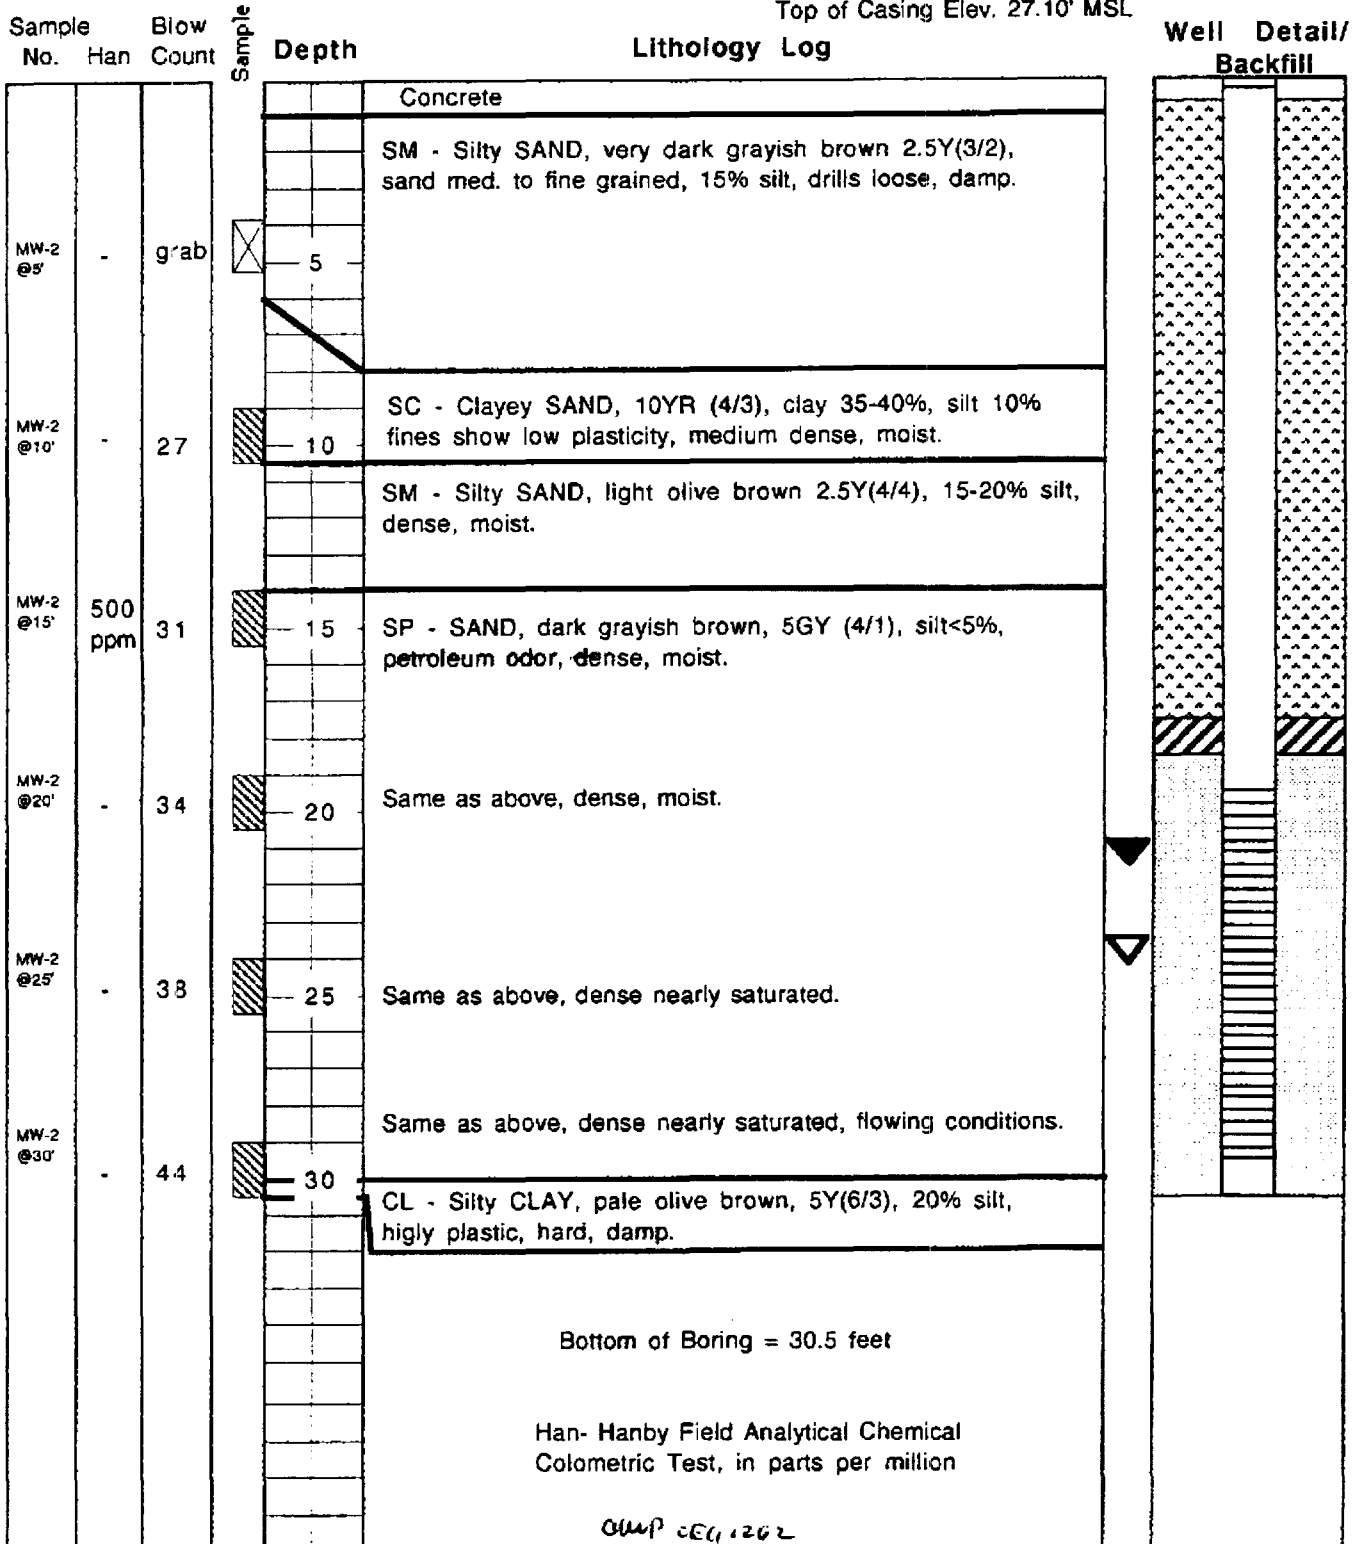 Top of Casing Elev. 27.10' MSL
Sample No.
Han
Blow Count
Sample
Depth
Lithology Log
Well Detail/
Backfill
Concrete
SM - Silty SAND, very dark grayish brown 2.5Y(3/2),
sand med. to fine grained, 15% silt, drills loose, damp.
MW-2 @5' - grab
5
SC - Clayey SAND, 10YR (4/3), clay 35-40%, silt 10%
fines show low plasticity, medium dense, moist.
MW-2 @10' - 27
10
SM - Silty SAND, light olive brown 2.5Y(4/4), 15-20% silt,
dense, moist.
MW-2 @15' 500 ppm 31
15
SP - SAND, dark grayish brown, 5GY (4/1), silt<5%,
petroleum odor, dense, moist.
MW-2 @20' - 34
20
Same as above, dense, moist.
MW-2 @25' - 38
25
Same as above, dense nearly saturated.
Same as above, dense nearly saturated, flowing conditions.
MW-2 @30' - 44
30
CL - Silty CLAY, pale olive brown, 5Y(6/3), 20% silt,
higly plastic, hard, damp.
Bottom of Boring = 30.5 feet
Han- Hanby Field Analytical Chemical
Colometric Test, in parts per million